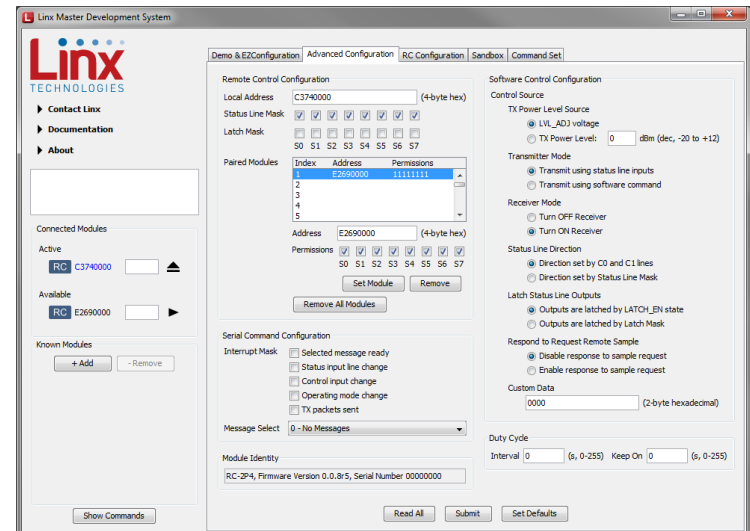 Linx Master Development System
Linx
TECHNOLOGIES
Contact Linx
Documentation
About
Connected Modules
Active
RC C3740000
Available
RC E2690000
Known Modules
+ Add - Remove
Show Commands
Demo & EZConfiguration Advanced Configuration RC Configuration Sandbox Command Set
Remote Control Configuration
Local Address C3740000 (4-byte hex)
Status Line Mask
Latch Mask
S0 S1 S2 S3 S4 S5 S6 S7
Paired Modules Index Address Permissions
1 E2690000 11111111
2
3
4
5
Address E2690000 (4-byte hex)
Permissions
S0 S1 S2 S3 S4 S5 S6 S7
Set Module Remove
Remove All Modules
Serial Command Configuration
Interrupt Mask Selected message ready
Status input line change
Control input change
Operating mode change
TX packets sent
Message Select 0 - No Messages
Module Identity
RC-2P4, Firmware Version 0.0.8r5, Serial Number 00000000
Software Control Configuration
Control Source
TX Power Level Source
LVL_ADJ voltage
TX Power Level: 0 dBm (dec, -20 to +12)
Transmitter Mode
Transmit using status line inputs
Transmit using software command
Receiver Mode
Turn OFF Receiver
Turn ON Receiver
Status Line Direction
Direction set by C0 and C1 lines
Direction set by Status Line Mask
Latch Status Line Outputs
Outputs are latched by LATCH_EN state
Outputs are latched by Latch Mask
Respond to Request Remote Sample
Disable response to sample request
Enable response to sample request
Custom Data
0000 (2-byte hexadecimal)
Duty Cycle
Interval 0 (s, 0-255) Keep On 0 (s, 0-255)
Read All Submit Set Defaults